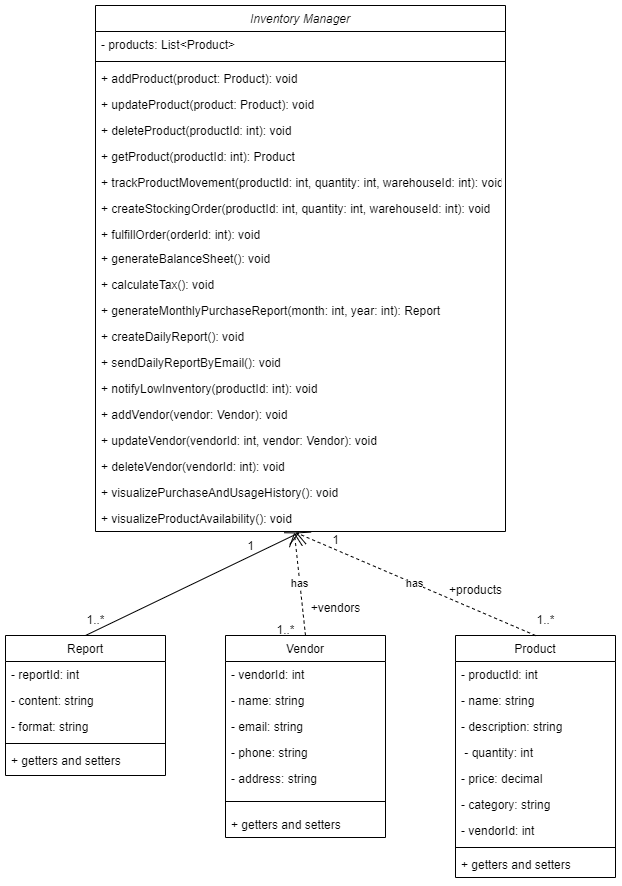 Inventory Manager
- products: List<Product>
+ addProduct(product: Product): void
+ updateProduct(product: Product): void
+ deleteProduct(productId: int): void
+ getProduct(productId: int): Product
+ trackProductMovement(productId: int, quantity: int, warehouseId: int): void
+ createStockingOrder(productId: int, quantity: int, warehouseId: int): void
+ fulfillOrder(orderId: int): void
+ generateBalanceSheet(): void
+ calculateTax(): void
+ generateMonthlyPurchaseReport(month: int, year: int): Report
+ createDailyReport(): void
+ sendDailyReportByEmail(): void
+ notifyLowInventory(productId: int): void
+ addVendor(vendor: Vendor): void
+ updateVendor(vendorId: int, vendor: Vendor): void
+ deleteVendor(vendorId: int): void
+ visualizePurchaseAndUsageHistory(): void
+ visualizeProductAvailability(): void
1
1
has
has
+products
+vendors
1..*
1..*
1..*
Report
- reportId: int
- content: string
- format: string
+ getters and setters
Vendor
- vendorId: int
- name: string
- email: string
- phone: string
- address: string
+ getters and setters
Product
- productId: int
- name: string
- description: string
- quantity: int
- price: decimal
- category: string
- vendorId: int
+ getters and setters